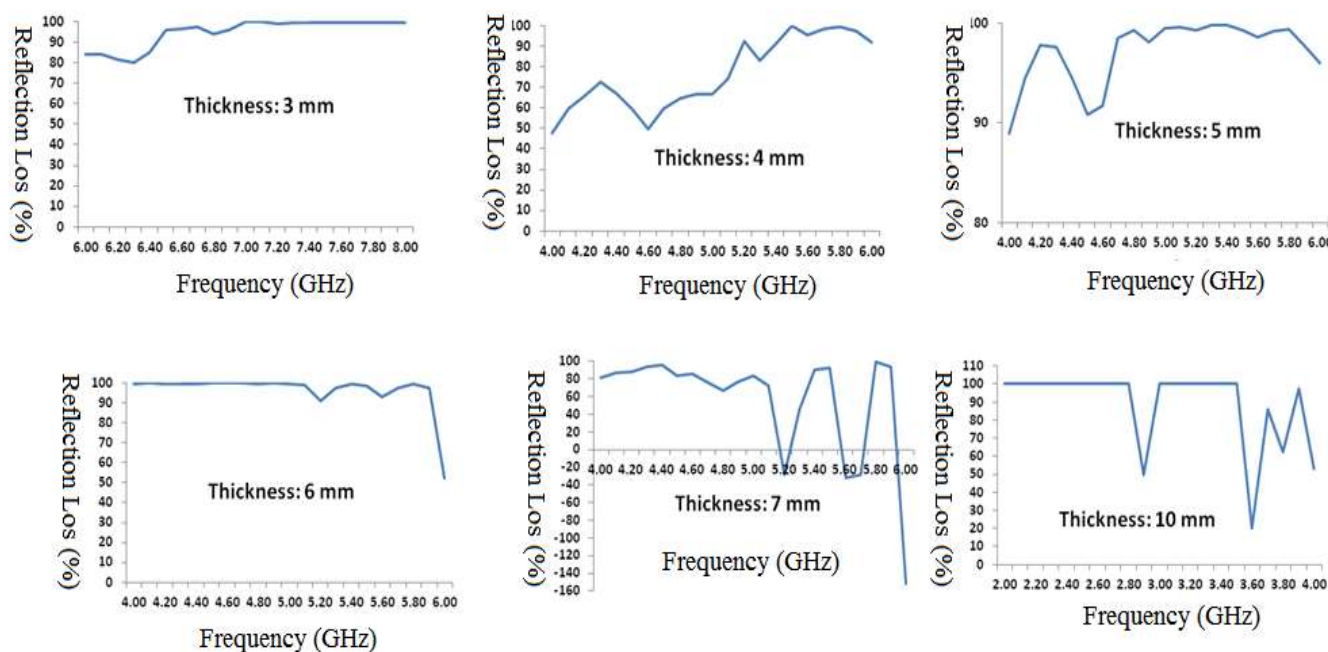 Reflection Los (%)
100
90
80
70
60
50
40
30
20
10
0
Thickness: 3 mm
6.00 6.20 6.40 6.60 6.80 7.00 7.20 7.40 7.60 7.80 8.00
Frequency (GHz)
Reflection Los (%)
100
90
80
70
60
50
40
30
20
10
0
Thickness: 4 mm
4.00 4.20 4.40 4.60 4.80 5.00 5.20 5.40 5.60 5.80 6.00
Frequency (GHz)
Reflection Los (%)
100
90
80
Thickness: 5 mm
4.00 4.20 4.40 4.60 4.80 5.00 5.20 5.40 5.60 5.80 6.00
Frequency (GHz)
Reflection Los (%)
100
90
80
70
60
50
40
30
20
10
0
Thickness: 6 mm
4.00 4.20 4.40 4.60 4.80 5.00 5.20 5.40 5.60 5.80 6.00
Frequency (GHz)
Reflection Los (%)
100
80
60
40
20
0
-20
-40
-60
-80
-100
-120
-140
-160
4.00 4.20 4.40 4.60 4.80 5.00 5.20 5.40 5.60 5.80 6.00
Thickness: 7 mm
Frequency (GHz)
Reflection Los (%)
110
100
90
80
70
60
50
40
30
20
10
0
Thickness: 10 mm
2.00 2.20 2.40 2.60 2.80 3.00 3.20 3.40 3.60 3.80 4.00
Frequency (GHz)